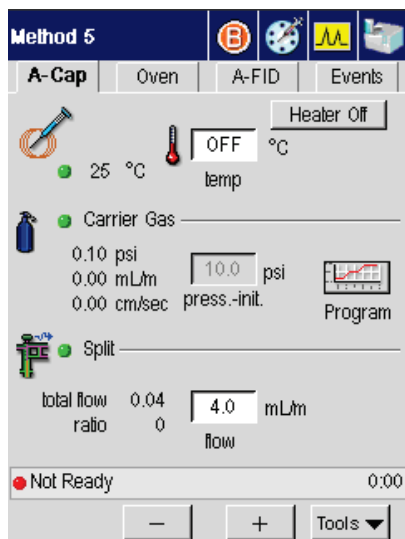 Method 5 B
A-Cap Oven A-FID Events
Heater Off
25 °C OFF °C
temp
Carrier Gas
0.10 psi
0.00 mL/m 10.0 psi
0.00 cm/sec press.-init. Program
Split
total flow 0.04 4.0 mL/m
ratio 0
flow
Not Ready 0:00
− + Tools